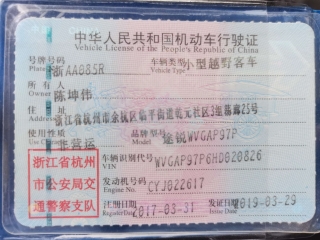 中华人民共和国机动车行驶证
Vehicle License of the People's Republic of China
号牌号码 浙AA085R 车辆类型 小型越野客车
Plate No. Vehicle Type
所有人 陈坤伟
Owner
住址 浙江省杭州市余杭区临平街道乾元社区3组葛路25号
Address
使用性质 非营运 品牌型号 途锐WVGAP97P
Use Character Model
浙江省杭州市公安局交通警察支队
车辆识别代号 WVGAP97P6HD020826
VIN
发动机号码 CYJ022617
Engine No.
注册日期 2017-03-31 发证日期 2019-03-29
Register Date Issue Date